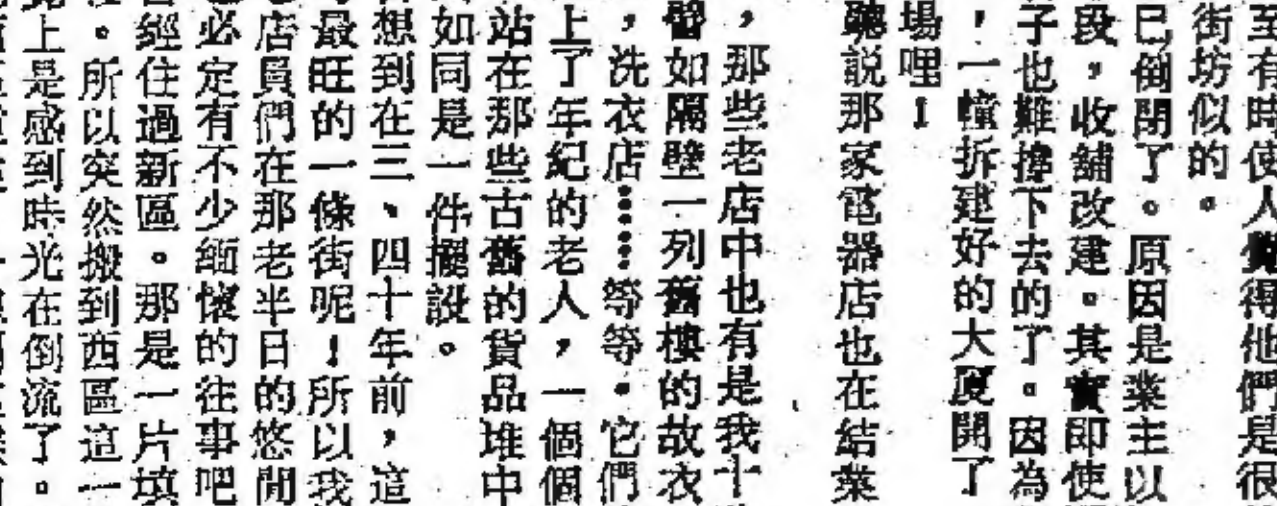 至有時使人覺得他們是很
街坊似的。
已倒閉了。原因是業主以
段，收舖改建。其實即使
子也難撐下去的了。因為
，一幢拆建好的大厦開了
場哩！
聽說那家電器店也在結業
，那些老店中也有是我十
譬如隔壁一列舊樓的故衣
，洗衣店……等等。它們
上了年紀的老人，一個個
站在那些古舊的貨品堆中
如同是一件擺設。
想到在三、四十年前，這
最旺的一條街呢！所以我
店員們在那老半日的悠閒
必定有不少緬懷的往事吧
經住過新區。那是一片填
。所以突然搬到西區這一
上是感到時光在倒流了。